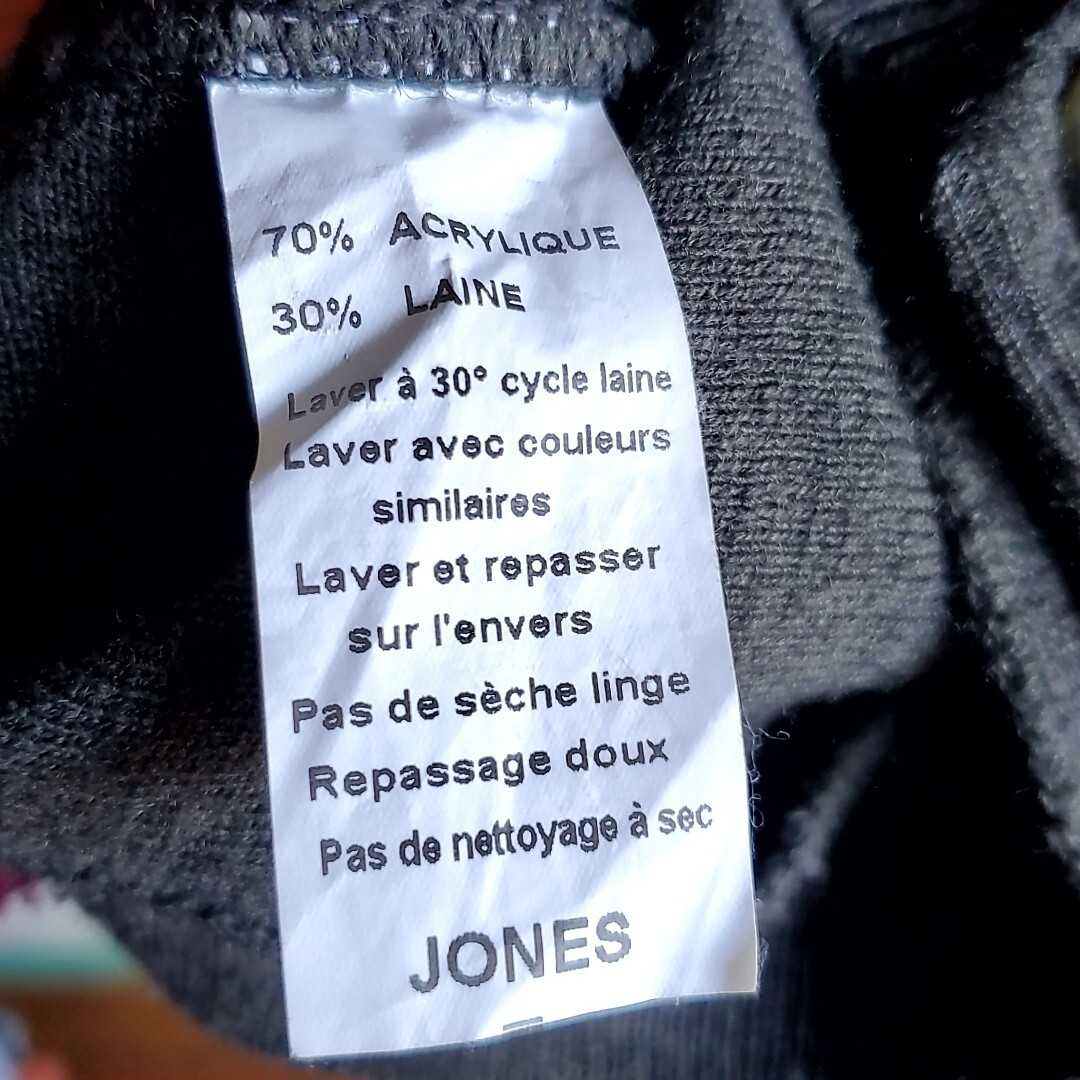 70% ACRYLIQUE
30% LAINE
Laver à 30° cycle laine
Laver avec couleurs
similaires
Laver et repasser
sur l'envers
Pas de sèche linge
Repassage doux
Pas de nettoyage à sec
JONES